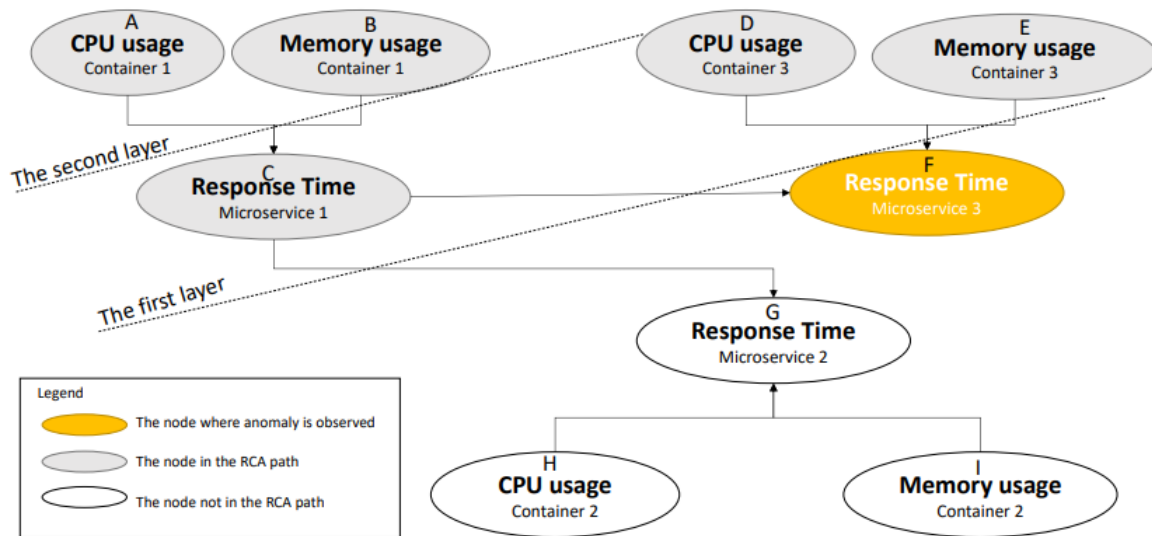 A
CPU usage
Container 1
B
Memory usage
Container 1
D
CPU usage
Container 3
E
Memory usage
Container 3
The second layer
C
Response Time
Microservice 1
F
Response Time
Microservice 3
The first layer
G
Response Time
Microservice 2
Legend
The node where anomaly is observed
The node in the RCA path
The node not in the RCA path
H
CPU usage
Container 2
I
Memory usage
Container 2